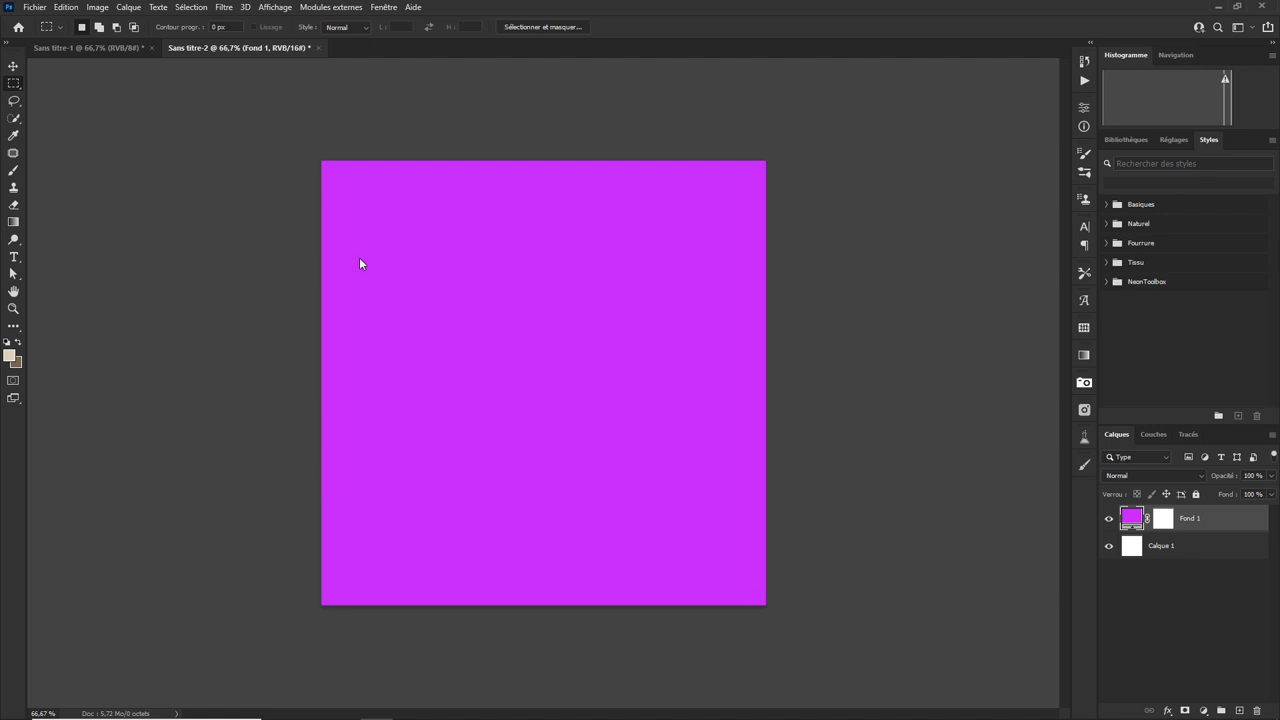 Ps Fichier Edition Image Calque Texte Sélection Filtre 3D Affichage Modules externes Fenêtre Aide
Contour progr. : 0 px Lissage Style : Normal L : H : Sélectionner et masquer...
Sans titre-1 @ 66,7% (RVB/8#) * × Sans titre-2 @ 66,7% (Fond 1, RVB/16#) * ×
Histogramme Navigation
Bibliothèques Réglages Styles
Rechercher des styles
Basiques
Naturel
Fourrure
Tissu
NeonToolbox
Calques Couches Tracés
Type
Normal Opacité : 100 %
Verrou : Fond : 100 %
Fond 1
Calque 1
66,67 % Doc : 5,72 Mo/0 octets